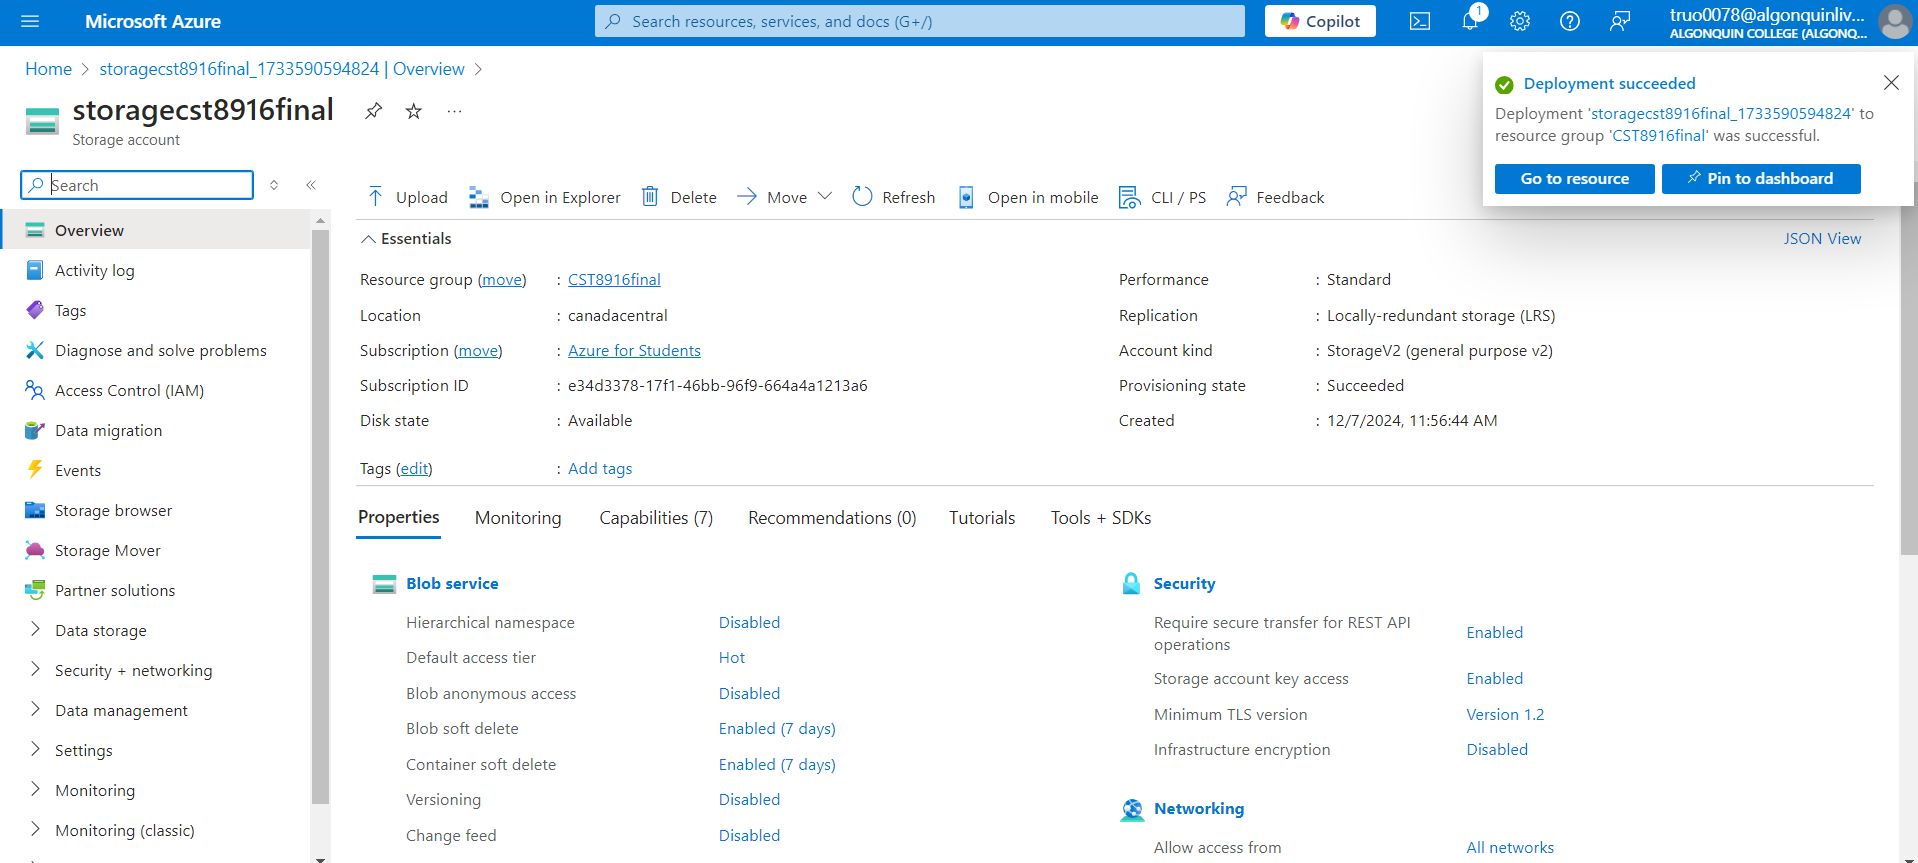 Microsoft Azure
Search resources, services, and docs (G+/)
Copilot
1
truo0078@algonquinliv...
ALGONQUIN COLLEGE (ALGONQ...
Home > storagecst8916final_1733590594824 | Overview >
storagecst8916final
Storage account
Deployment succeeded
Deployment 'storagecst8916final_1733590594824' to
resource group 'CST8916final' was successful.
Go to resource
Pin to dashboard
Search
Overview
Activity log
Tags
Diagnose and solve problems
Access Control (IAM)
Data migration
Events
Storage browser
Storage Mover
Partner solutions
Data storage
Security + networking
Data management
Settings
Monitoring
Monitoring (classic)
Upload
Open in Explorer
Delete
Move
Refresh
Open in mobile
CLI / PS
Feedback
Essentials
JSON View
Resource group (move) : CST8916final
Location : canadacentral
Subscription (move) : Azure for Students
Subscription ID : e34d3378-17f1-46bb-96f9-664a4a1213a6
Disk state : Available
Performance : Standard
Replication : Locally-redundant storage (LRS)
Account kind : StorageV2 (general purpose v2)
Provisioning state : Succeeded
Created : 12/7/2024, 11:56:44 AM
Tags (edit) : Add tags
Properties
Monitoring
Capabilities (7)
Recommendations (0)
Tutorials
Tools + SDKs
Blob service
Hierarchical namespace Disabled
Default access tier Hot
Blob anonymous access Disabled
Blob soft delete Enabled (7 days)
Container soft delete Enabled (7 days)
Versioning Disabled
Change feed Disabled
Security
Require secure transfer for REST API
operations Enabled
Storage account key access Enabled
Minimum TLS version Version 1.2
Infrastructure encryption Disabled
Networking
Allow access from All networks